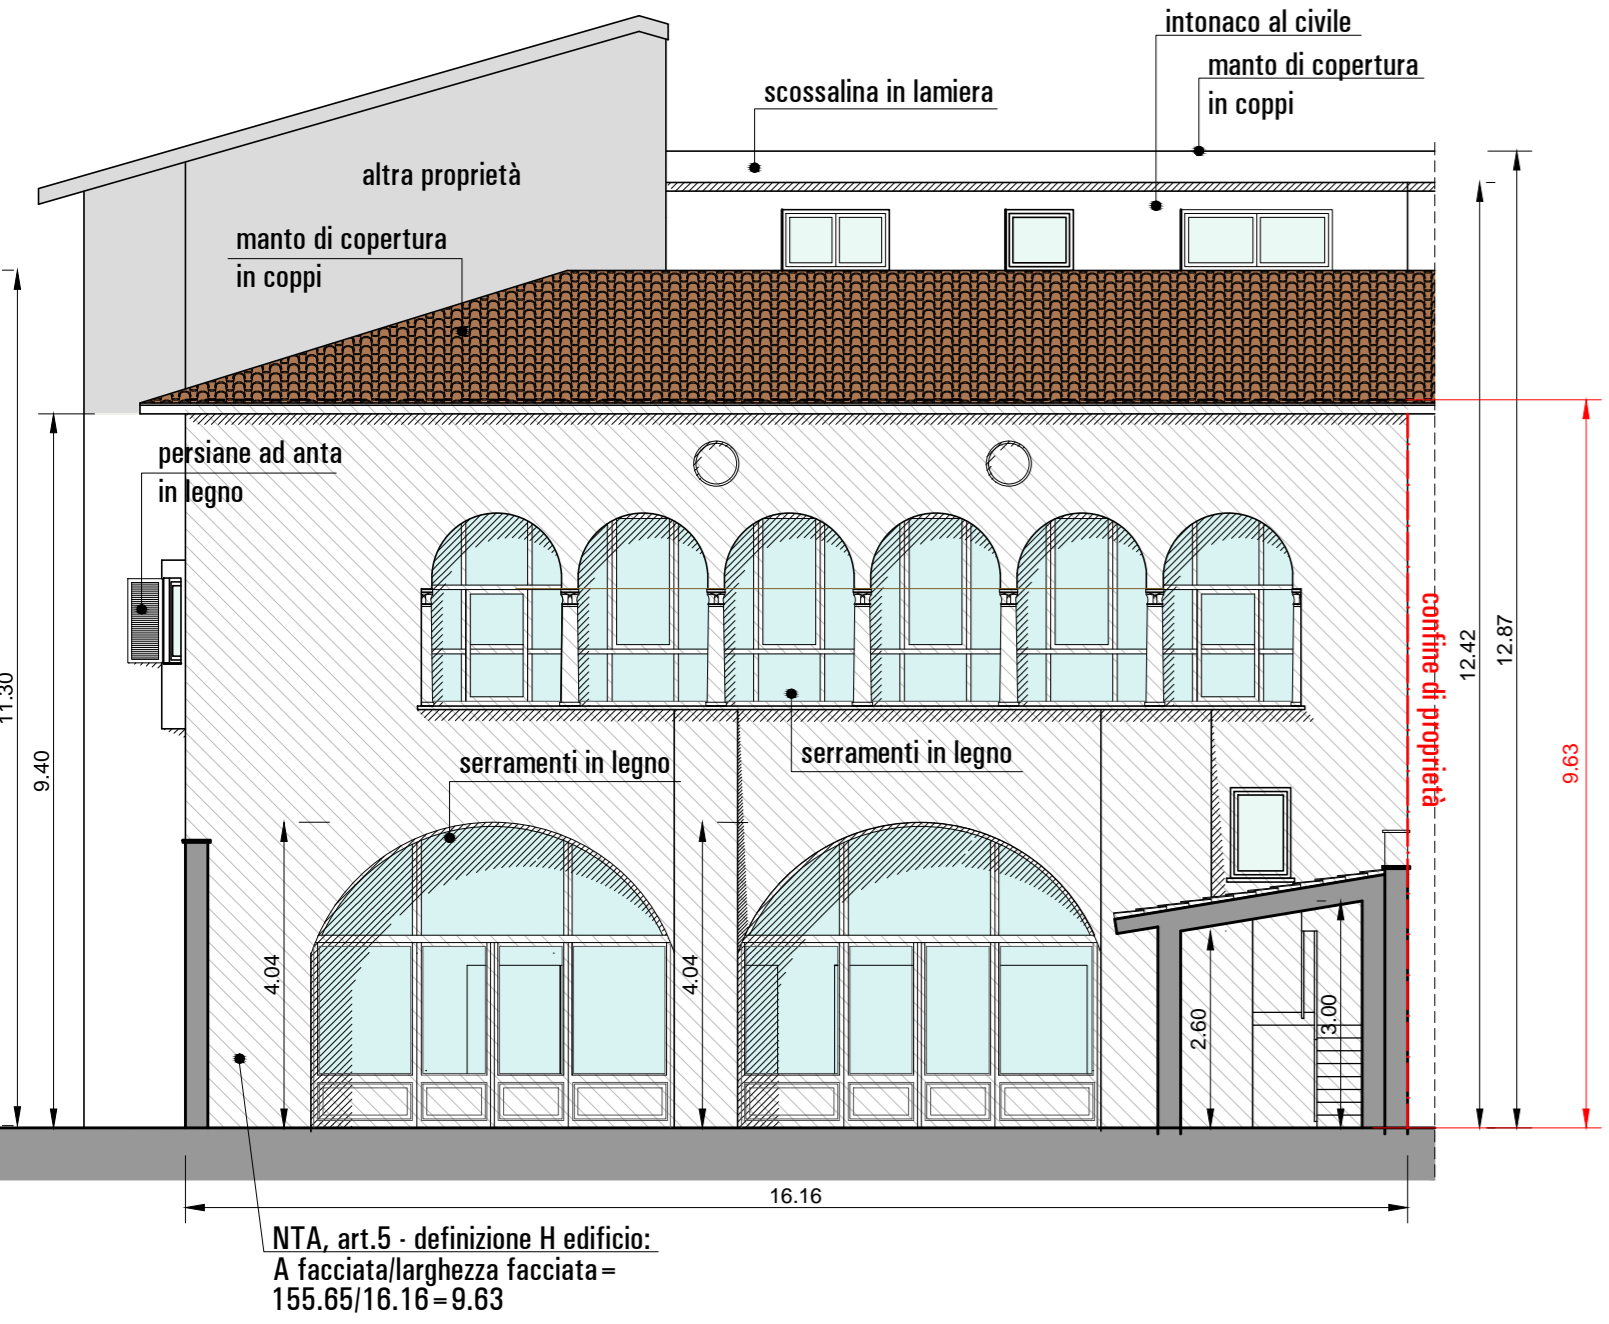 intonaco al civile
manto di copertura
in coppi
scossalina in lamiera
altra proprietà
manto di copertura
in coppi
persiane ad anta
in legno
11.30
9.40
serramenti in legno
serramenti in legno
4.04
4.04
2.60
3.00
confine di proprietà
12.42
12.87
9.63
16.16
NTA, art.5 - definizione H edificio:
A facciata/larghezza facciata=
155.65/16.16=9.63